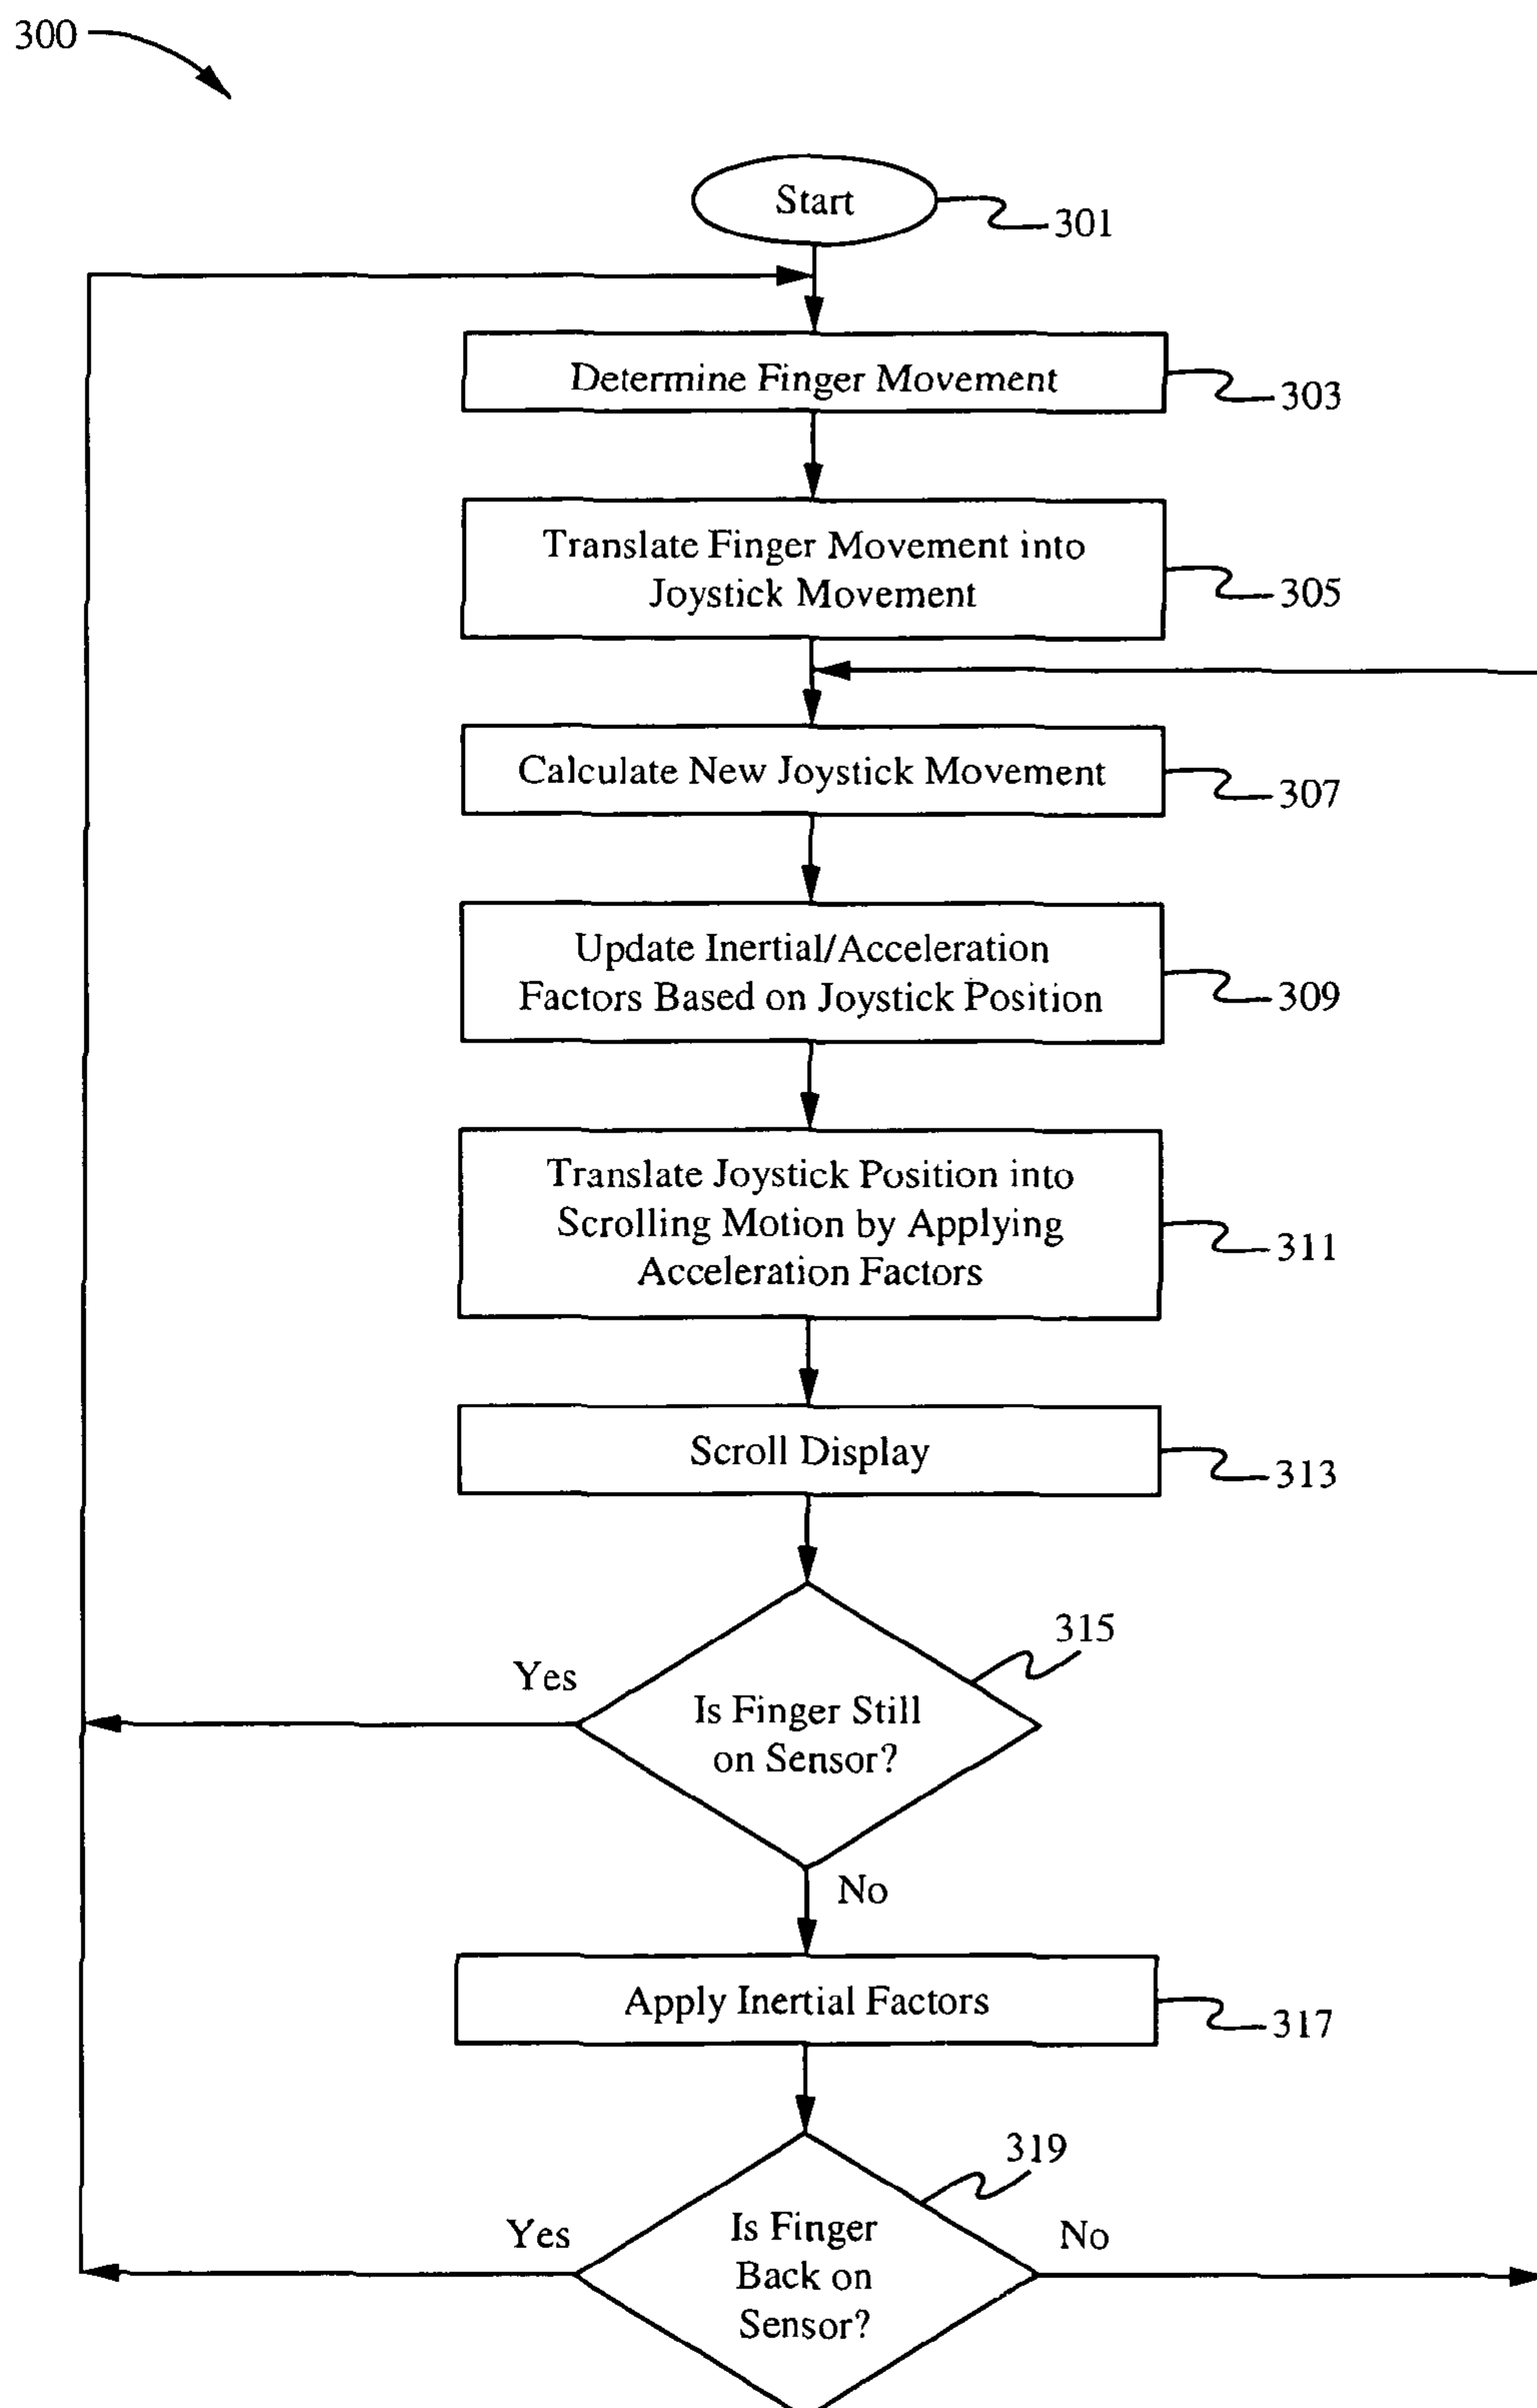 300
Start
301
Determine Finger Movement
303
Translate Finger Movement into
Joystick Movement
305
Calculate New Joystick Movement
307
Update Inertial/Acceleration
Factors Based on Joystick Position
309
Translate Joystick Position into
Scrolling Motion by Applying
Acceleration Factors
311
Scroll Display
313
315
Yes
Is Finger Still
on Sensor?
No
Apply Inertial Factors
317
319
Yes
Is Finger
Back on
Sensor?
No